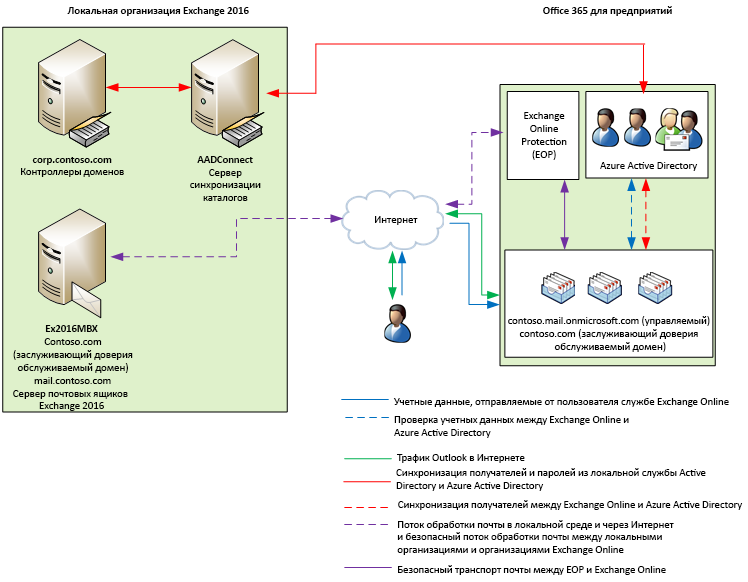 Локальная организация Exchange 2016
Office 365 для предприятий
corp.contoso.com
Контроллеры доменов
AADConnect
Сервер
синхронизации
каталогов
Exchange
Online
Protection
(EOP)
Azure Active Directory
Интернет
Ex2016MBX
Contoso.com
(заслуживающий доверия
обслуживаемый домен)
mail.contoso.com
Сервер почтовых ящиков
Exchange 2016
contoso.mail.onmicrosoft.com (управляемый)
contoso.com (заслуживающий доверия
обслуживаемый домен)
Учетные данные, отправляемые от пользователя службе Exchange Online
Проверка учетных данных между Exchange Online и
Azure Active Directory
Трафик Outlook в Интернете
Синхронизация получателей и паролей из локальной службы Active
Directory и Azure Active Directory
Синхронизация получателей между Exchange Online и Azure Active Directory
Поток обработки почты в локальной среде и через Интернет
и безопасный поток обработки почты между локальными
организациями и организациями Exchange Online
Безопасный транспорт почты между EOP и Exchange Online